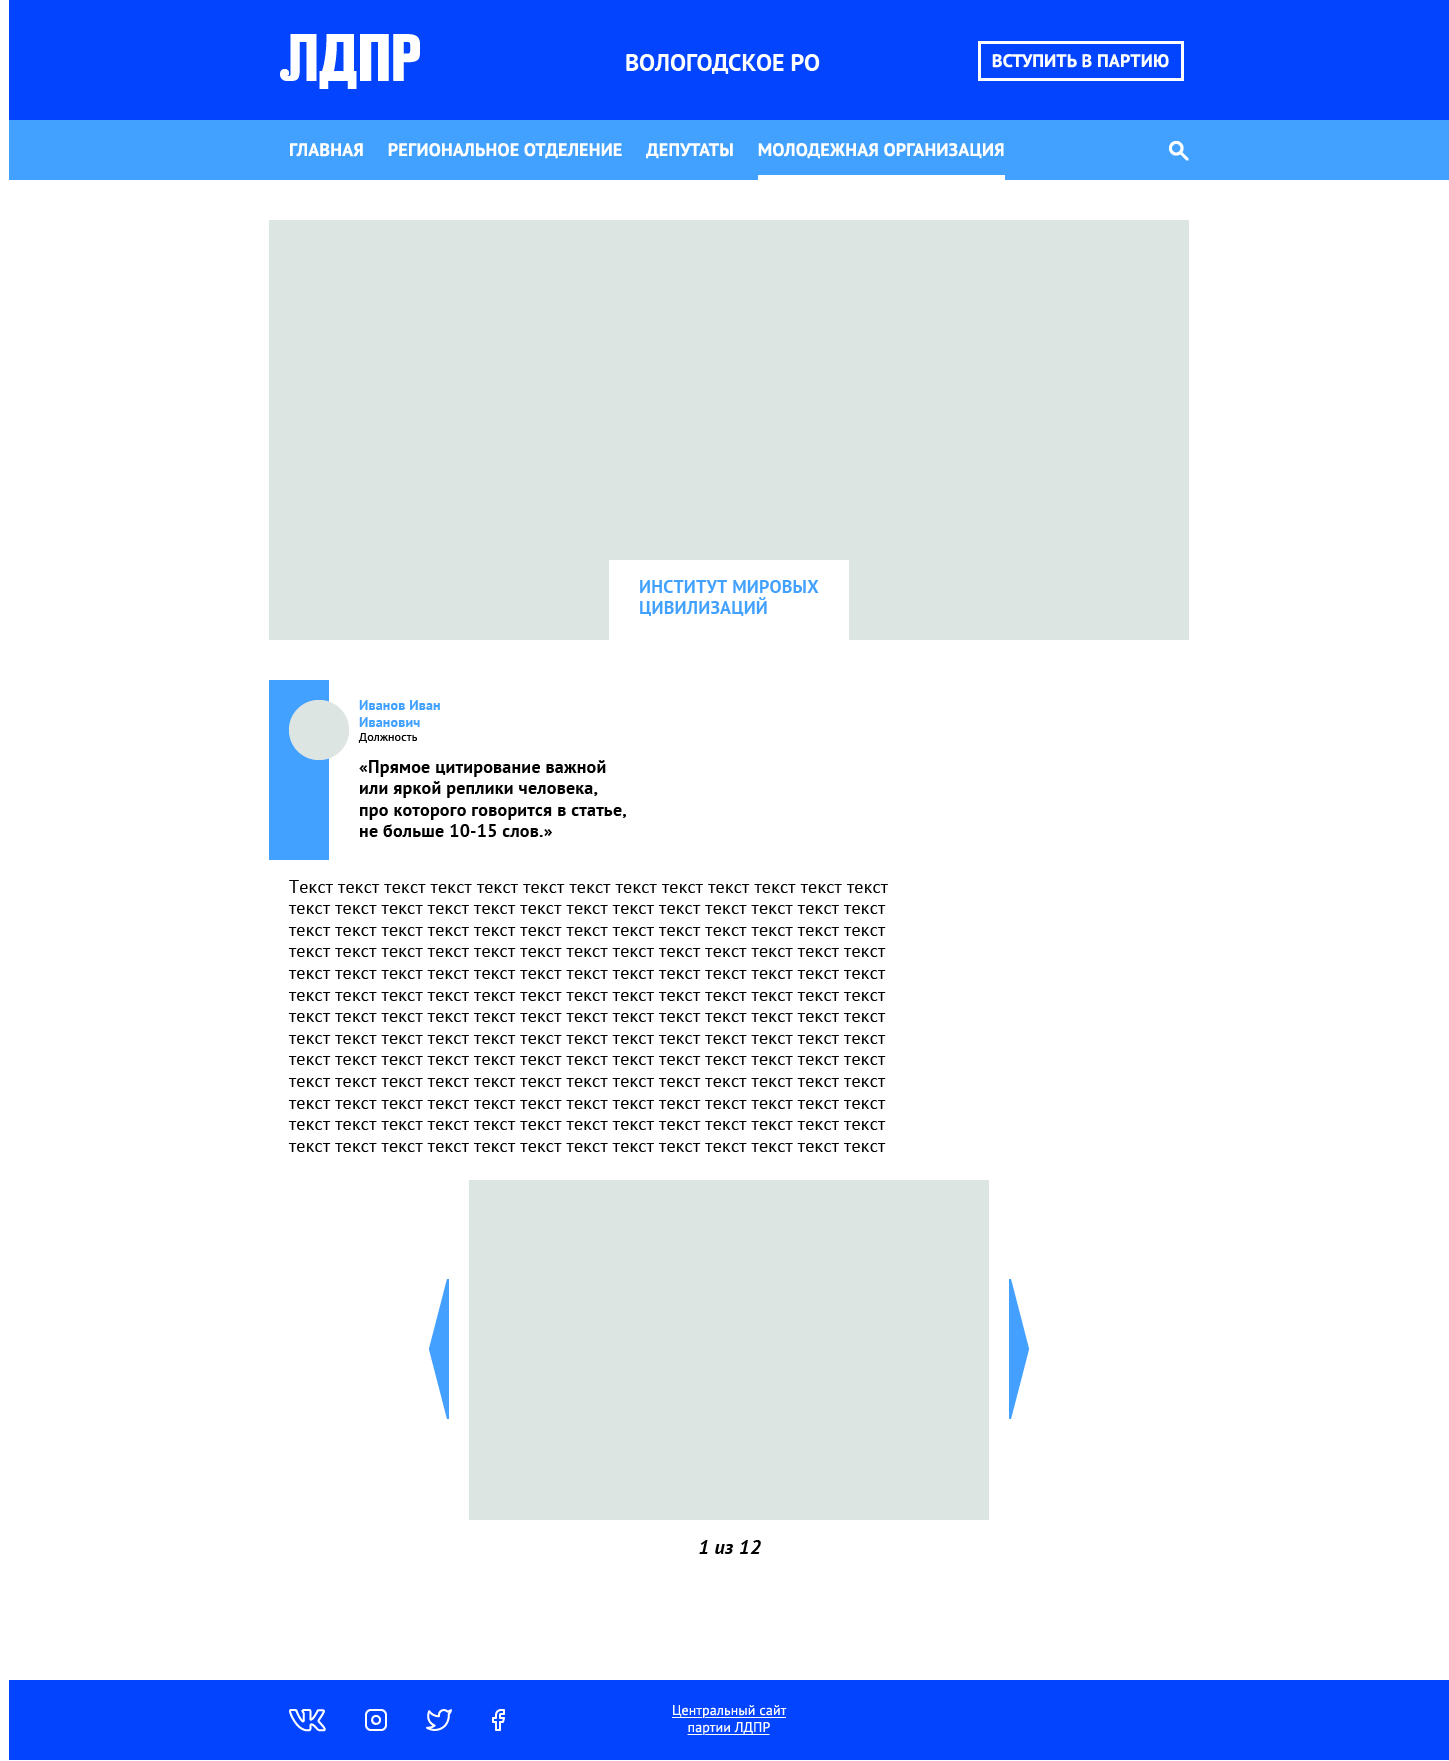 ЛДПР
ВОЛОГОДСКОЕ РО
ВСТУПИТЬ В ПАРТИЮ
ГЛАВНАЯ РЕГИОНАЛЬНОЕ ОТДЕЛЕНИЕ ДЕПУТАТЫ МОЛОДЕЖНАЯ ОРГАНИЗАЦИЯ
ИНСТИТУТ МИРОВЫХ
ЦИВИЛИЗАЦИЙ
Иванов Иван
Иванович
Должность
«Прямое цитирование важной
или яркой реплики человека,
про которого говорится в статье,
не больше 10-15 слов.»
Текст текст текст текст текст текст текст текст текст текст текст текст текст
текст текст текст текст текст текст текст текст текст текст текст текст текст
текст текст текст текст текст текст текст текст текст текст текст текст текст
текст текст текст текст текст текст текст текст текст текст текст текст текст
текст текст текст текст текст текст текст текст текст текст текст текст текст
текст текст текст текст текст текст текст текст текст текст текст текст текст
текст текст текст текст текст текст текст текст текст текст текст текст текст
текст текст текст текст текст текст текст текст текст текст текст текст текст
текст текст текст текст текст текст текст текст текст текст текст текст текст
текст текст текст текст текст текст текст текст текст текст текст текст текст
текст текст текст текст текст текст текст текст текст текст текст текст текст
текст текст текст текст текст текст текст текст текст текст текст текст текст
текст текст текст текст текст текст текст текст текст текст текст текст текст
1 из 12
Центральный сайт
партии ЛДПР